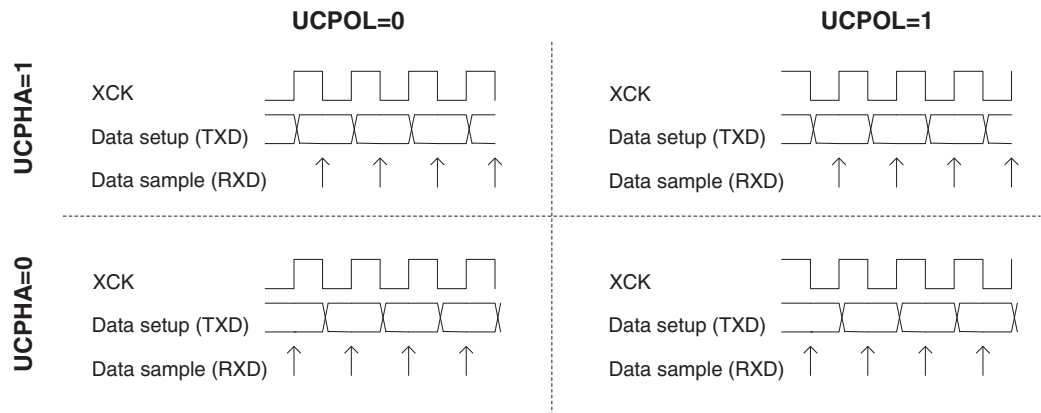 UCPOL=0
UCPOL=1
UCPHA=1
XCK
Data setup (TXD)
Data sample (RXD)
XCK
Data setup (TXD)
Data sample (RXD)
UCPHA=0
XCK
Data setup (TXD)
Data sample (RXD)
XCK
Data setup (TXD)
Data sample (RXD)